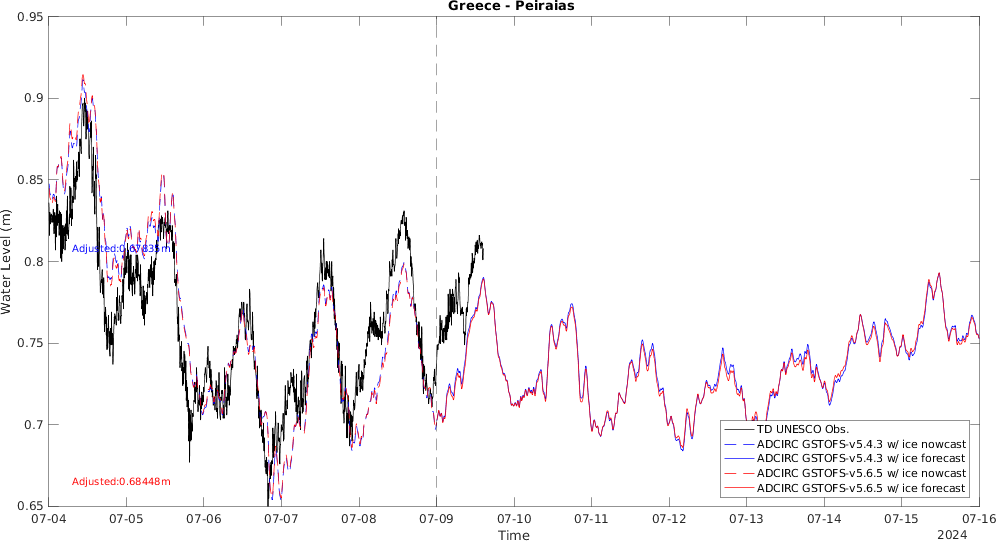 Greece - Peiraias
0.95
0.9
0.85
0.8
0.75
0.7
0.65
Water Level (m)
Adjusted:0.67835m
Adjusted:0.68448m
TD UNESCO Obs.
ADCIRC GSTOFS-v5.4.3 w/ ice nowcast
ADCIRC GSTOFS-v5.4.3 w/ ice forecast
ADCIRC GSTOFS-v5.6.5 w/ ice nowcast
ADCIRC GSTOFS-v5.6.5 w/ ice forecast
07-04 07-05 07-06 07-07 07-08 07-09 07-10 07-11 07-12 07-13 07-14 07-15 07-16
Time
2024